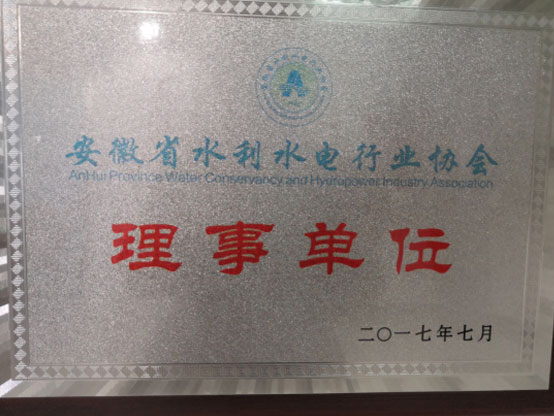 安徽省水利水电行业协会
AnHui Province Water Conservancy and Hydropower Industry Association
理事单位
二〇一七年七月